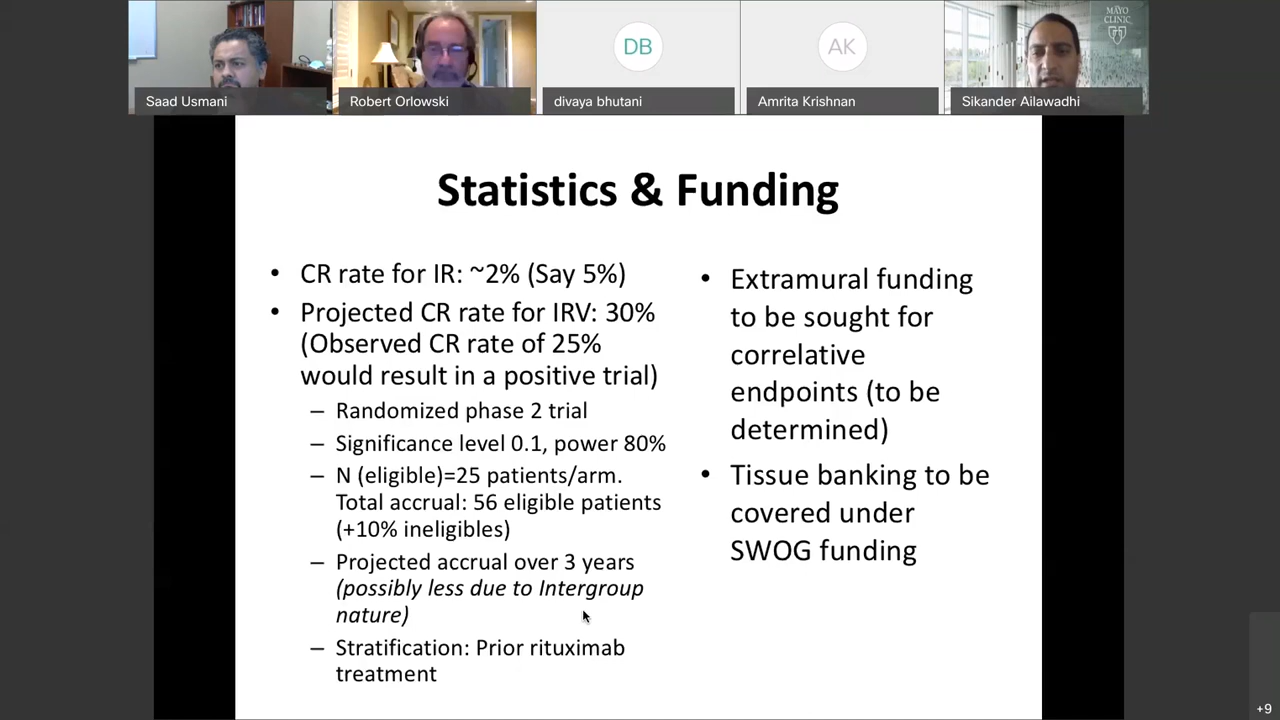 DB
AK
MAYO
CLINIC
Saad Usmani
Robert Orlowski
divaya bhutani
Amrita Krishnan
Sikander Ailawadhi
Statistics & Funding
• CR rate for IR: ~2% (Say 5%)
• Projected CR rate for IRV: 30%
(Observed CR rate of 25%
would result in a positive trial)
– Randomized phase 2 trial
– Significance level 0.1, power 80%
– N (eligible)=25 patients/arm.
Total accrual: 56 eligible patients
(+10% ineligibles)
– Projected accrual over 3 years
(possibly less due to Intergroup
nature)
– Stratification: Prior rituximab
treatment
• Extramural funding
to be sought for
correlative
endpoints (to be
determined)
• Tissue banking to be
covered under
SWOG funding
+9